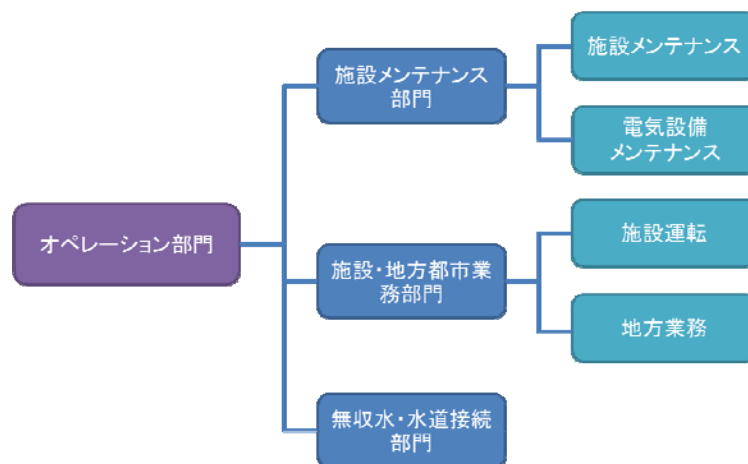 オペレーション部門
施設メンテナンス
部門
施設メンテナンス
電気設備
メンテナンス
施設・地方都市業
務部門
施設運転
地方業務
無収水・水道接続
部門